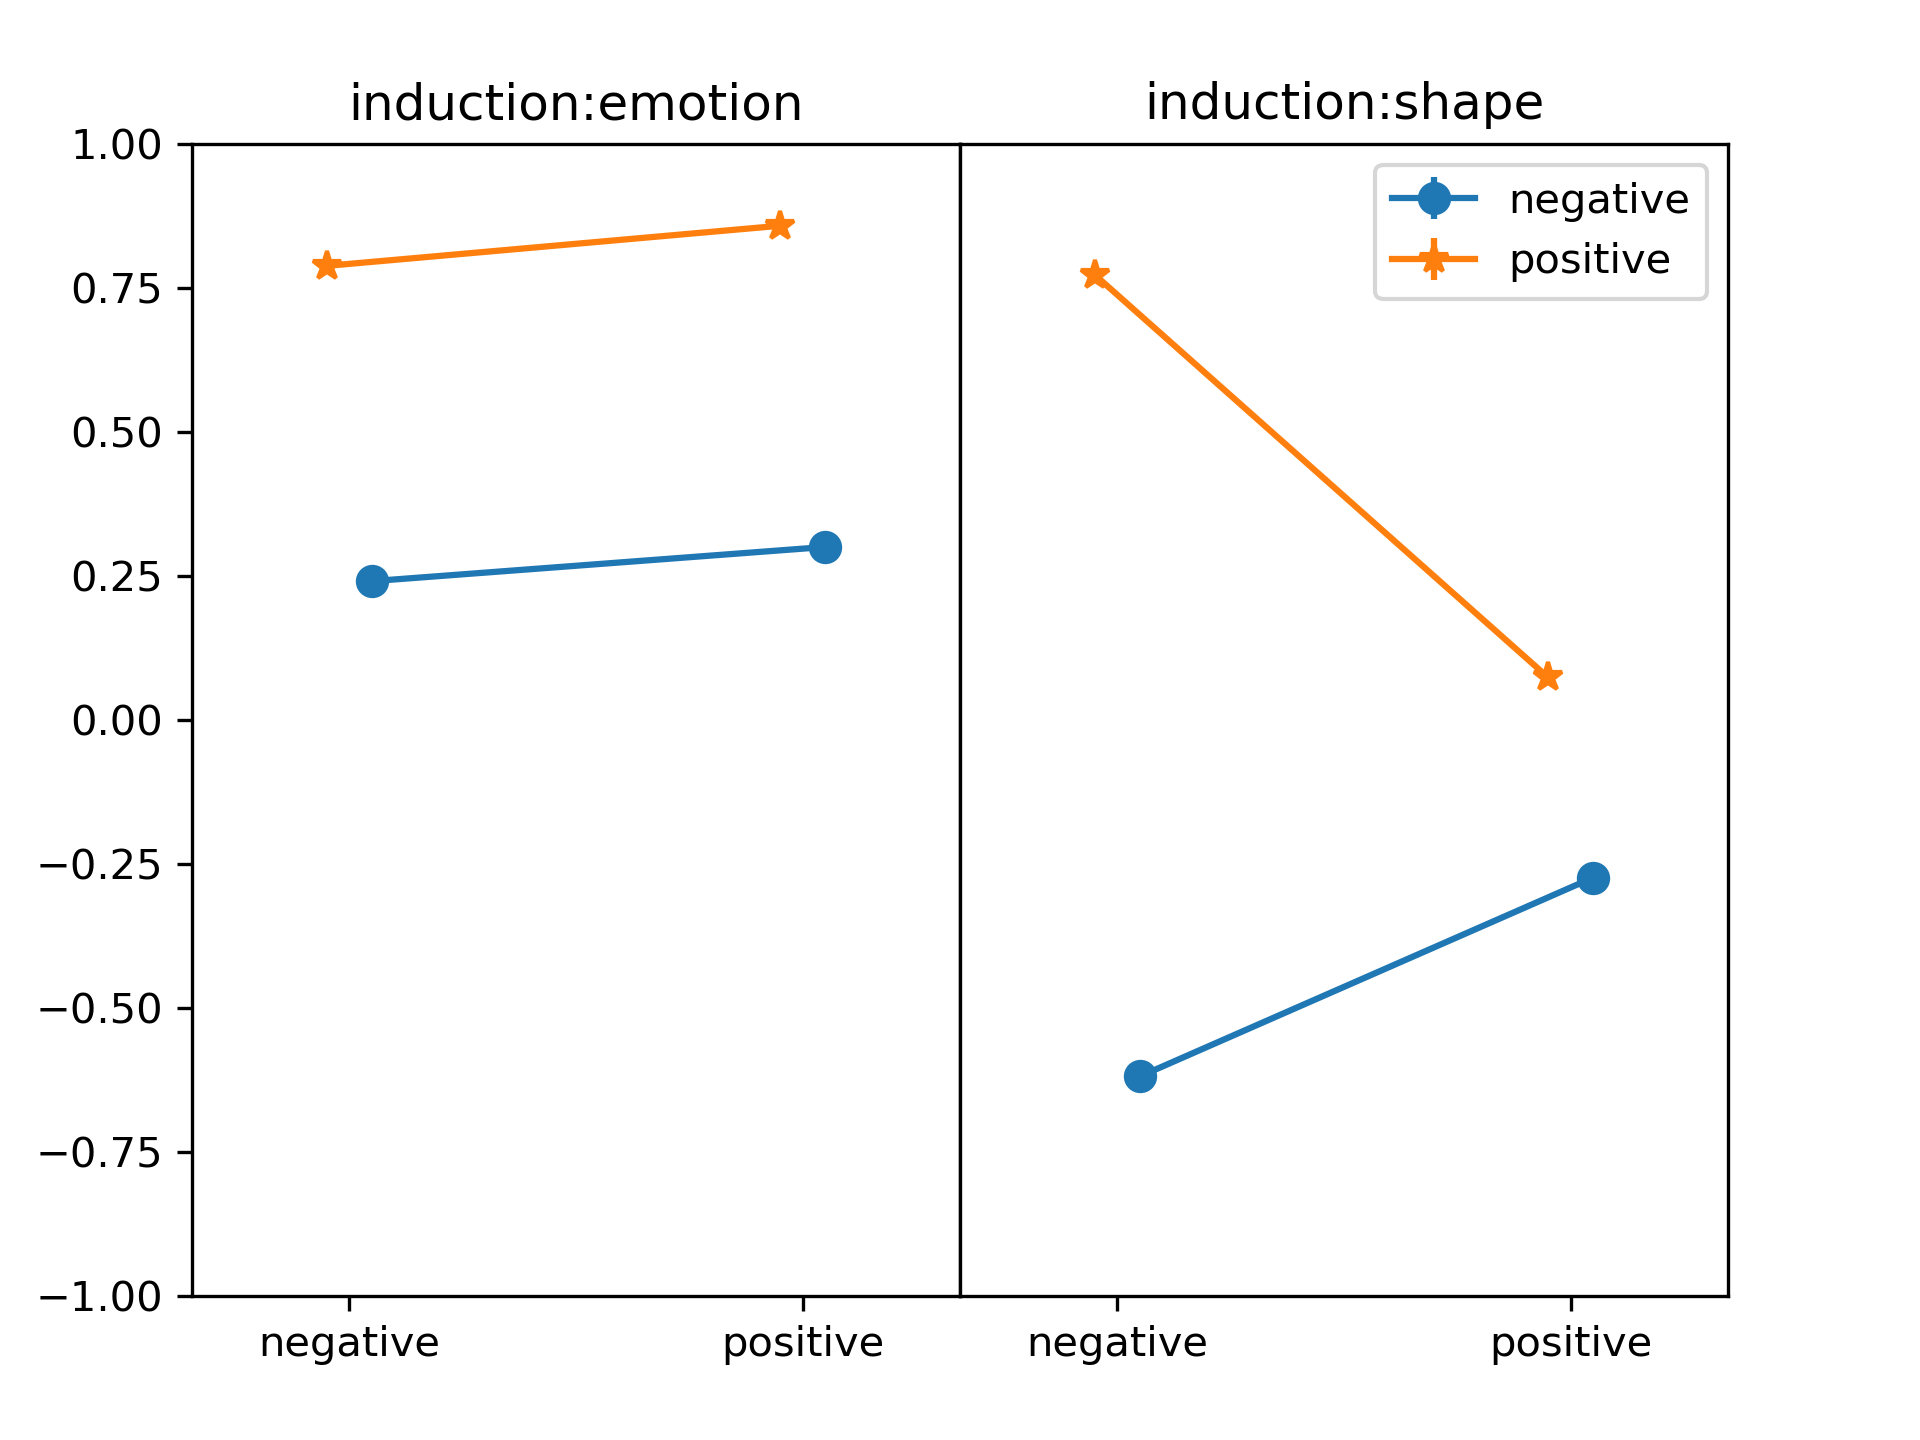 induction:emotion
induction:shape
1.00
0.75
0.50
0.25
0.00
−0.25
−0.50
−0.75
−1.00
negative
positive
negative
positive
negative
positive